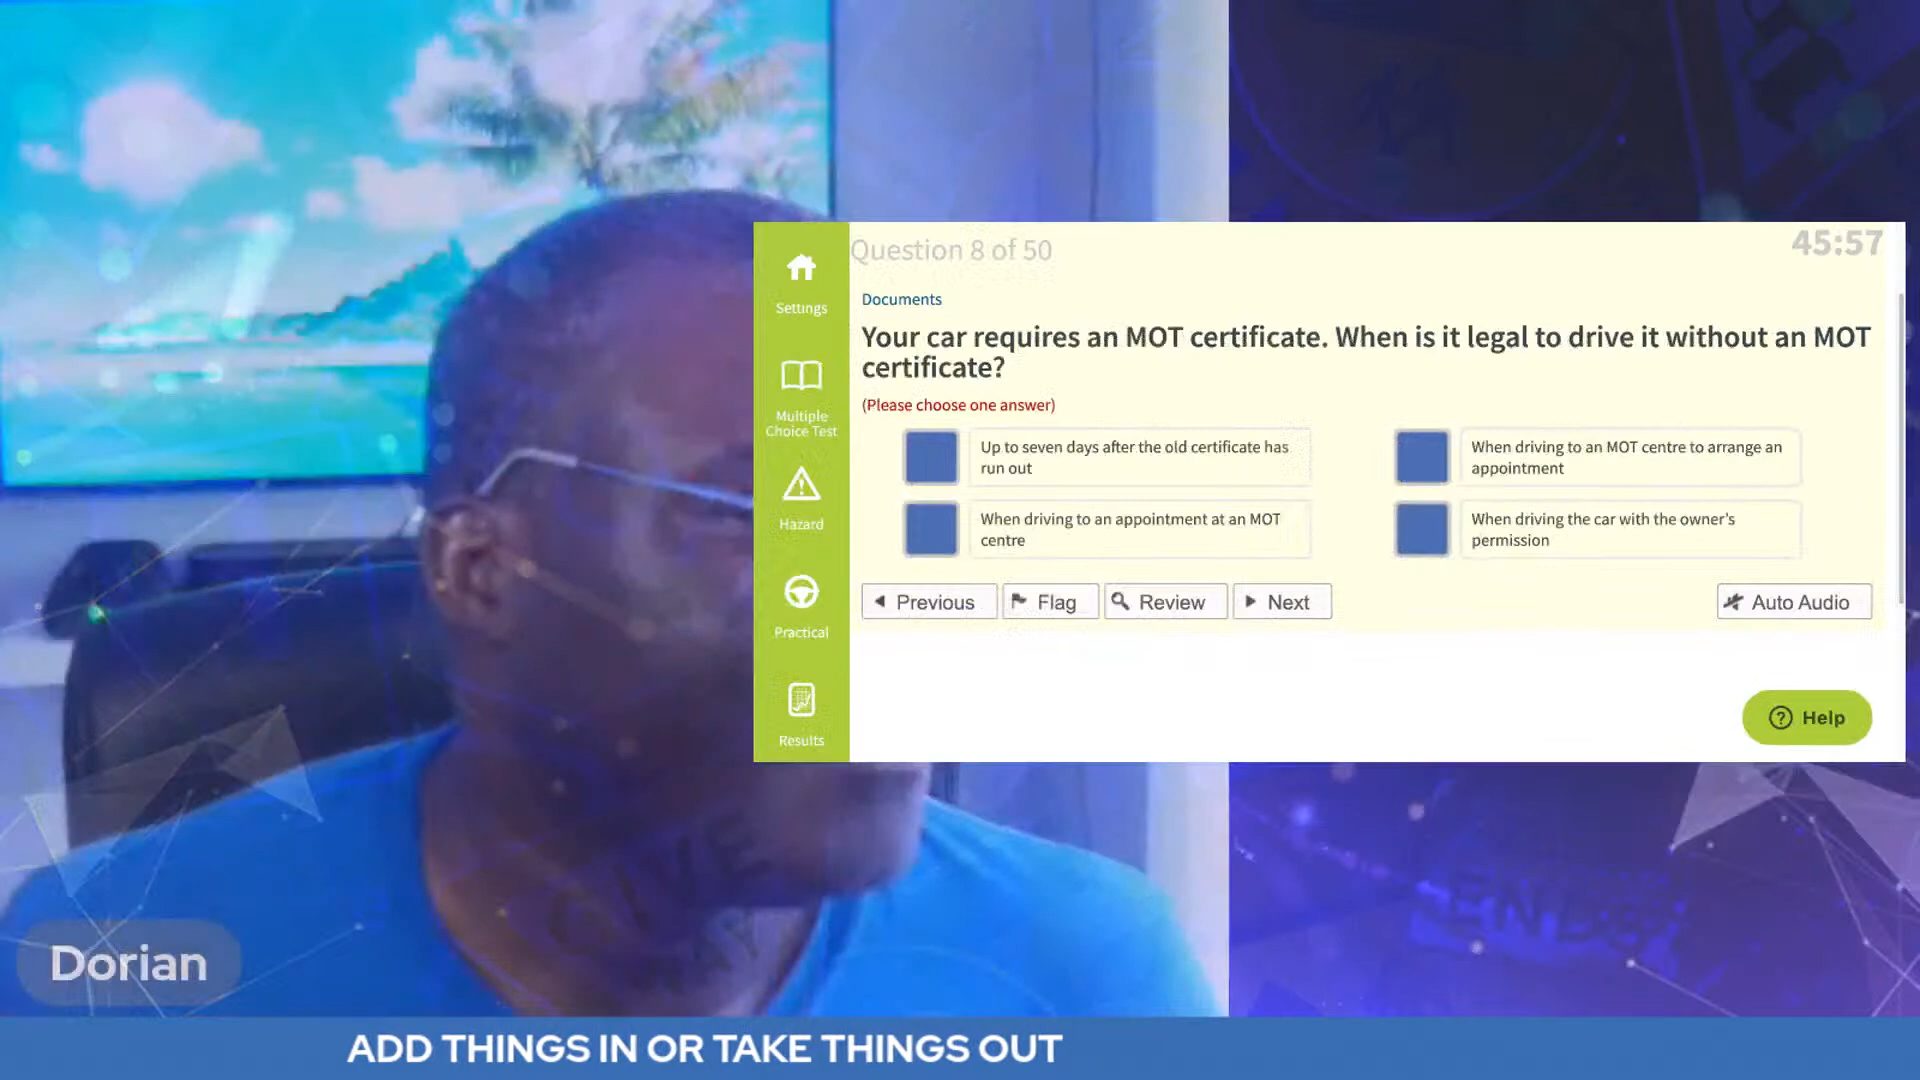 Question 8 of 50
45:57
Documents
Your car requires an MOT certificate. When is it legal to drive it without an MOT
certificate?
(Please choose one answer)
Up to seven days after the old certificate has
run out
When driving to an MOT centre to arrange an
appointment
When driving to an appointment at an MOT
centre
When driving the car with the owner's
permission
Previous
Flag
Review
Next
Auto Audio
Help
Settings
Multiple
Choice Test
Hazard
Practical
Results
GIVE
Dorian
ADD THINGS IN OR TAKE THINGS OUT